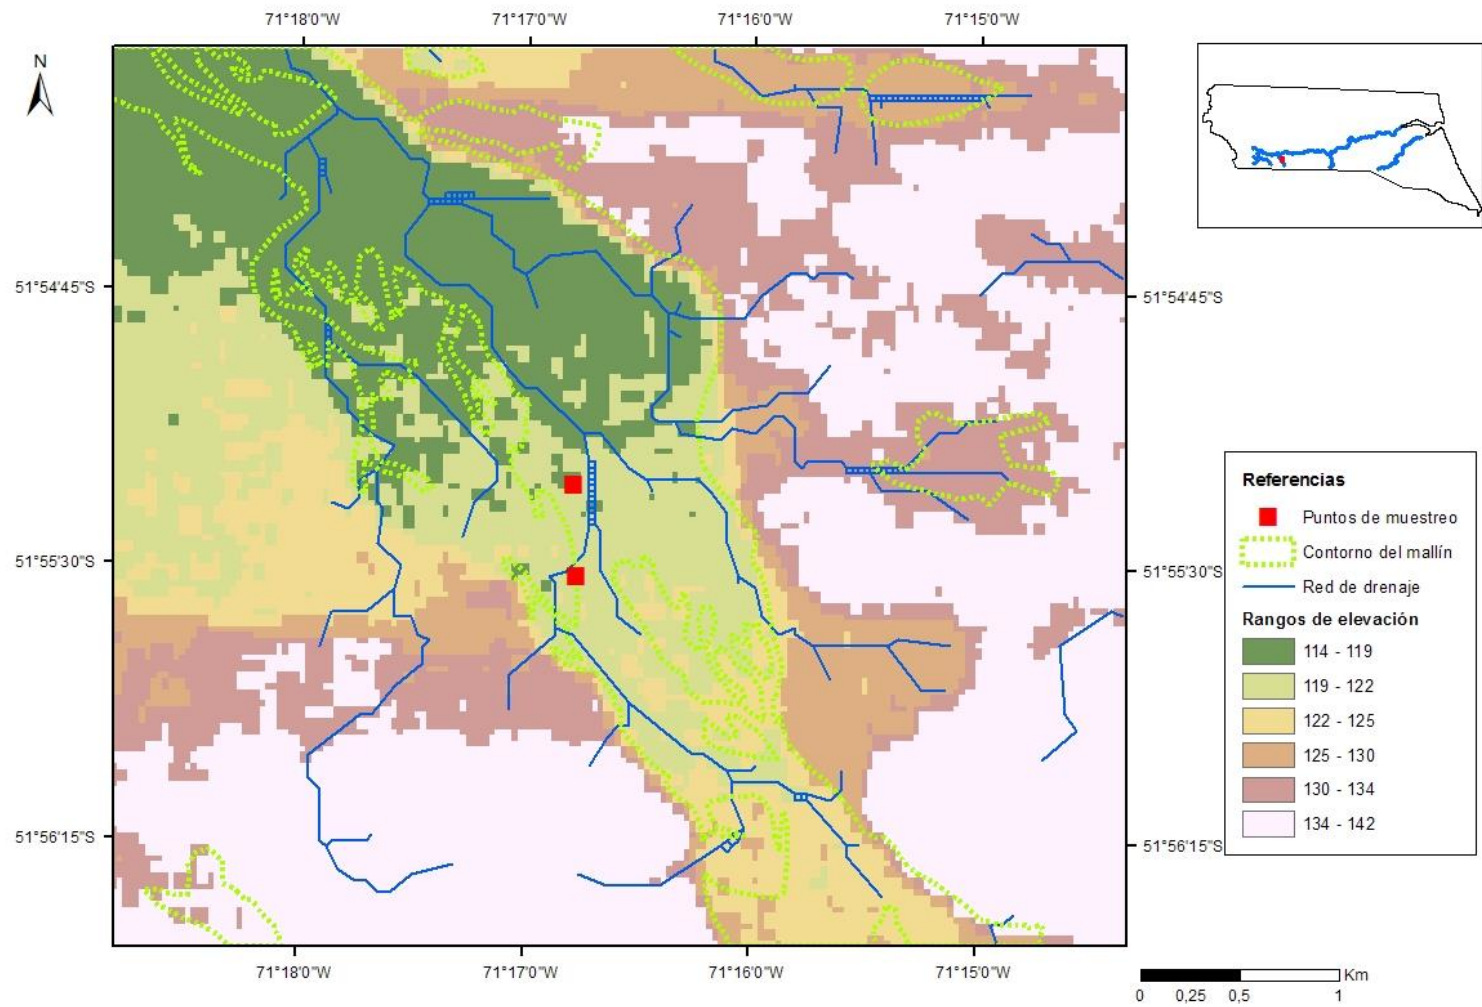 71°18'0"W 71°17'0"W 71°16'0"W 71°15'0"W
N
51°54'45"S 51°54'45"S
Referencias
Puntos de muestreo
Contorno del mallín
51°55'30"S 51°55'30"S
Red de drenaje
Rangos de elevación
114 - 119
119 - 122
122 - 125
125 - 130
130 - 134
134 - 142
51°56'15"S 51°56'15"S
71°18'0"W 71°17'0"W 71°16'0"W 71°15'0"W
Km
0 0,25 0,5 1